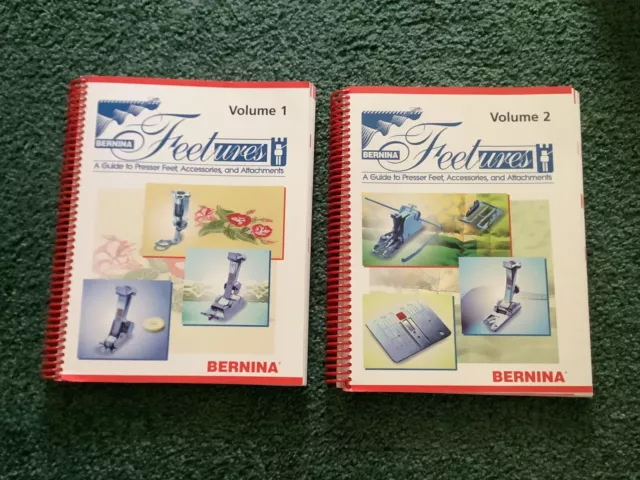 Volume 1
BERNINA
Feetures
A Guide to Presser Feet, Accessories, and Attachments
BERNINA®
Volume 2
BERNINA
Feetures
A Guide to Presser Feet, Accessories, and Attachments
BERNINA®